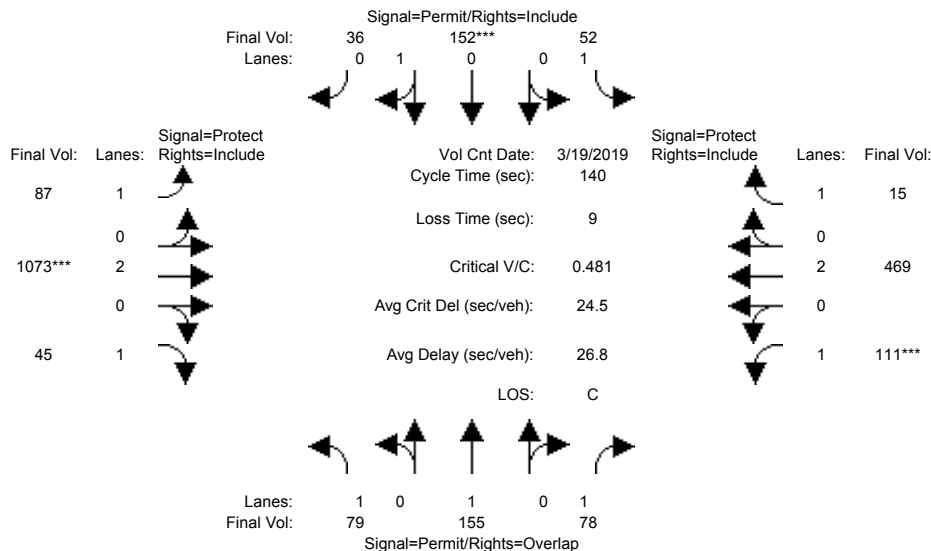 Signal=Permit/Rights=Include
Final Vol: 36 152*** 52
Lanes: 0 1 0 0 1
Signal=Protect Signal=Protect
Final Vol: Lanes: Rights=Include Vol Cnt Date: 3/19/2019 Rights=Include Lanes: Final Vol:
Cycle Time (sec): 140
87 1 1 15
Loss Time (sec): 9
0 0
1073*** 2 Critical V/C: 0.481 2 469
0 Avg Crit Del (sec/veh): 24.5 0
45 1 Avg Delay (sec/veh): 26.8 1 111***
LOS: C
Lanes: 1 0 1 0 1
Final Vol: 79 155 78
Signal=Permit/Rights=Overlap